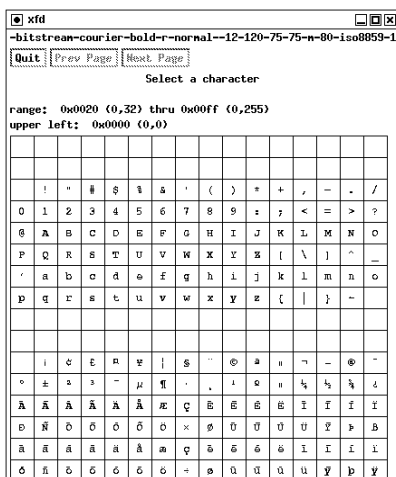 xfd
-bitstream-courier-bold-r-normal--12-120-75-75-m-80-iso8859-1
Quit Prev Page Next Page
Select a character
range: 0x0020 (0,32) thru 0x00ff (0,255)
upper left: 0x0000 (0,0)
! " # $ % & ' ( ) * + , - . /
0 1 2 3 4 5 6 7 8 9 : ; < = > ?
@ A B C D E F G H I J K L M N O
P Q R S T U V W X Y Z [ \ ] ^ _
` a b c d e f g h i j k l m n o
p q r s t u v w x y z { | } ~
¡ ¢ £ ¤ ¥ ¦ § ¨ © ª « ¬ - ® ¯
° ± ² ³ ´ µ ¶ · ¸ ¹ º » ¼ ½ ¾ ¿
À Á Â Ã Ä Å Æ Ç È É Ê Ë Ì Í Î Ï
Ð Ñ Ò Ó Ô Õ Ö × Ø Ù Ú Û Ü Ý Þ ß
à á â ã ä å æ ç è é ê ë ì í î ï
ð ñ ò ó ô õ ö ÷ ø ù ú û ü ý þ ÿ